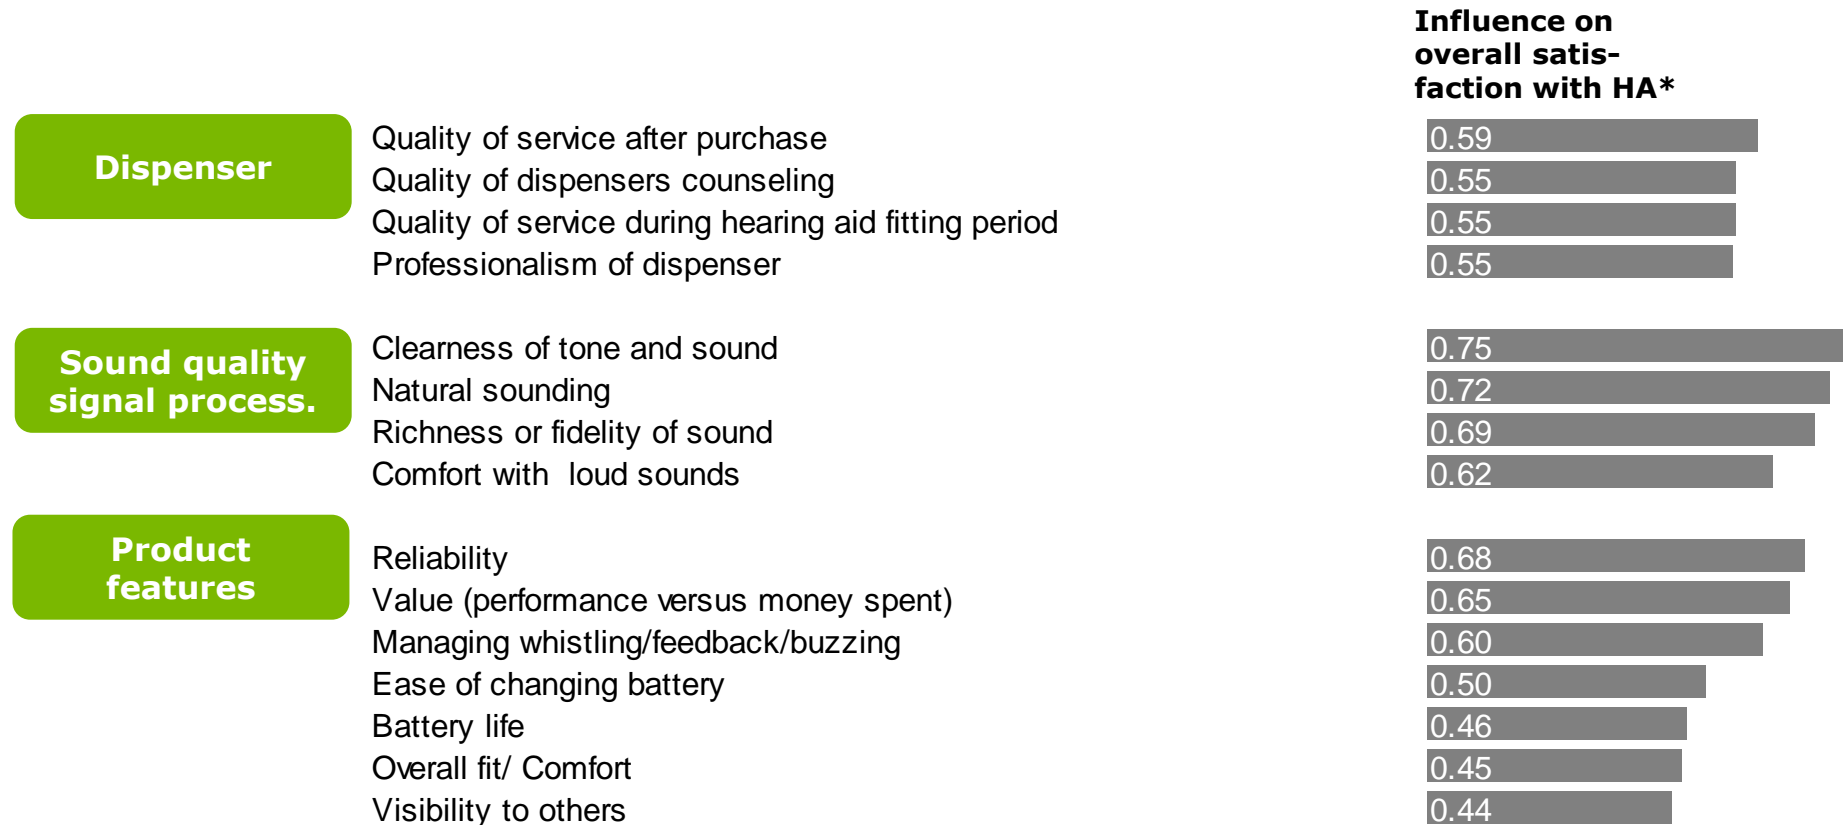 Influence on
overall satis-
faction with HA*
Dispenser
Quality of service after purchase 0.59
Quality of dispensers counseling 0.55
Quality of service during hearing aid fitting period 0.55
Professionalism of dispenser 0.55
Sound quality
signal process.
Clearness of tone and sound 0.75
Natural sounding 0.72
Richness or fidelity of sound 0.69
Comfort with loud sounds 0.62
Product
features
Reliability 0.68
Value (performance versus money spent) 0.65
Managing whistling/feedback/buzzing 0.60
Ease of changing battery 0.50
Battery life 0.46
Overall fit/ Comfort 0.45
Visibility to others 0.44